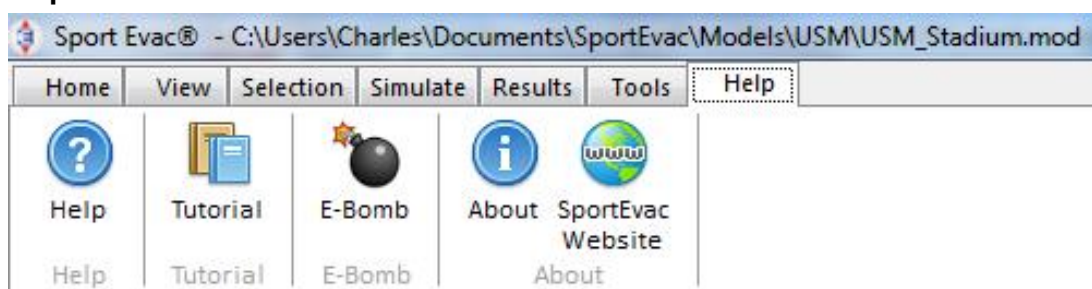 Sport Evac® - C:\Users\Charles\Documents\SportEvac\Models\USM\USM_Stadium.mod
Home View Selection Simulate Results Tools Help
? i www
Help Tutorial E-Bomb About SportEvac
Website
Help Tutorial E-Bomb About